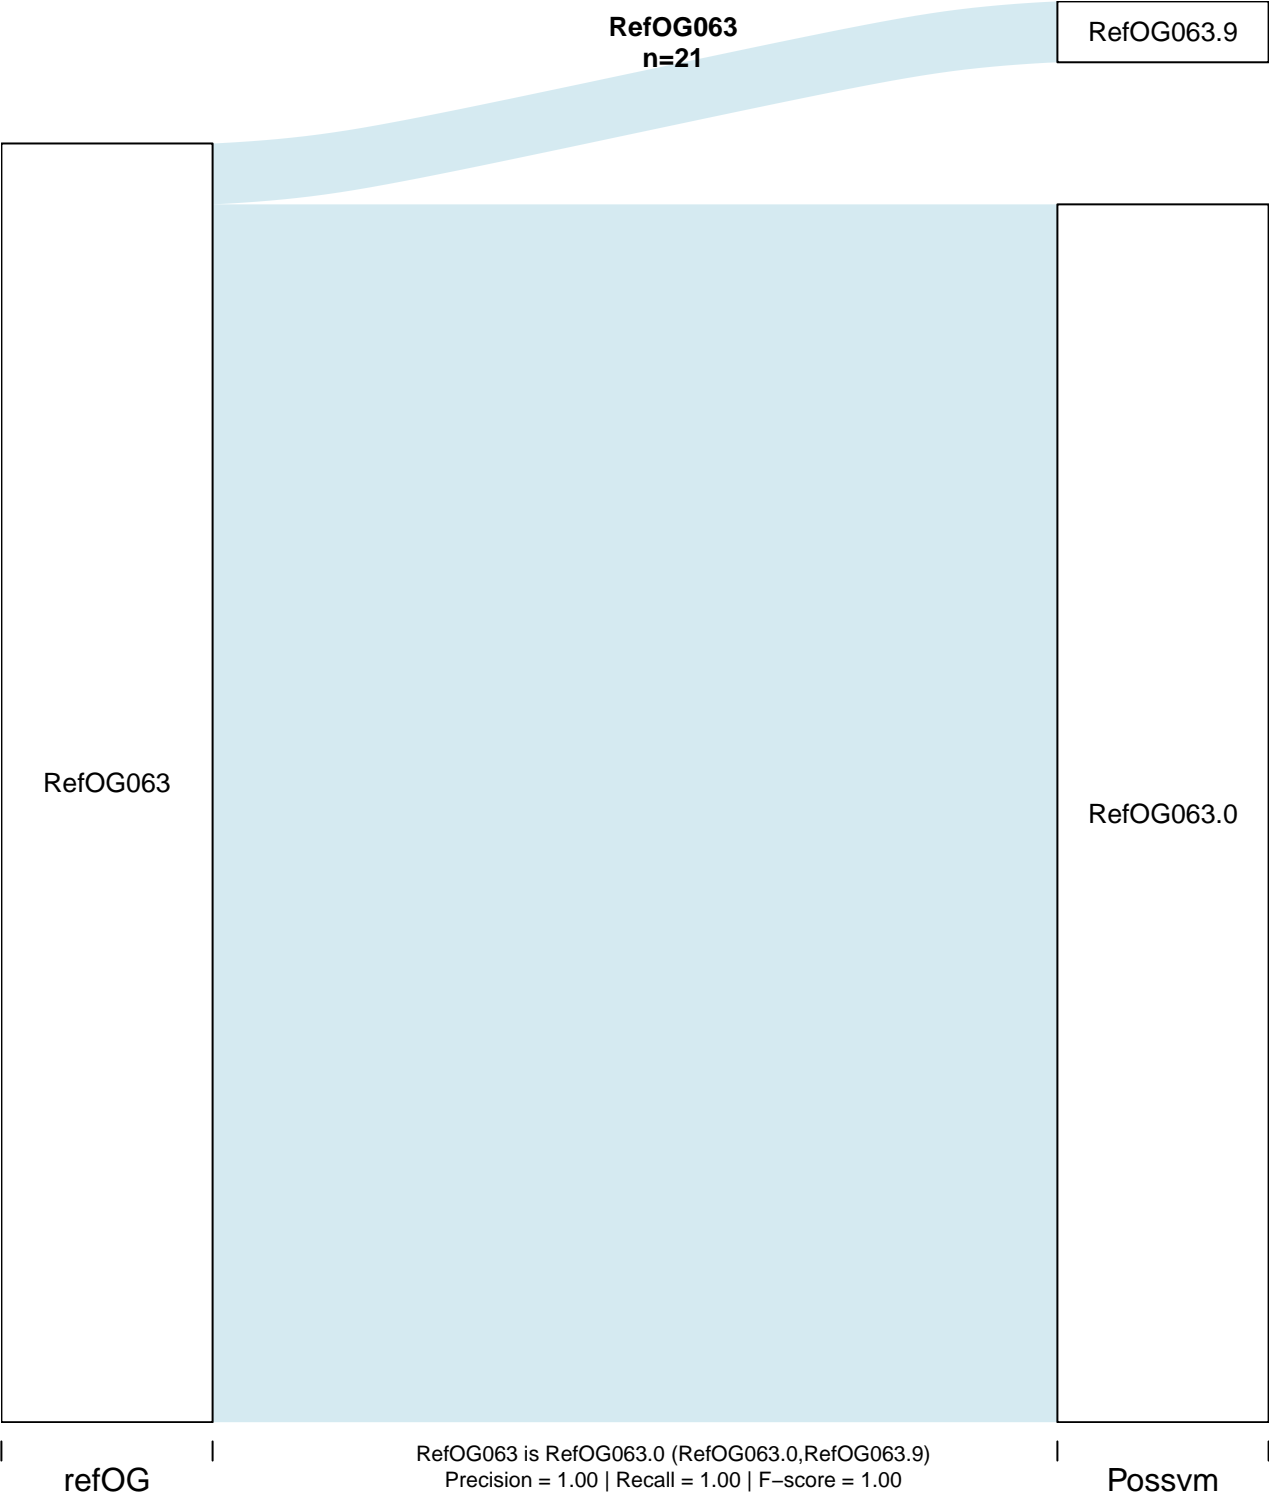 RefOG063
n=21
RefOG063.9
RefOG063
RefOG063.0
RefOG063 is RefOG063.0 (RefOG063.0,RefOG063.9)
Precision = 1.00 | Recall = 1.00 | F−score = 1.00
refOG
Possvm